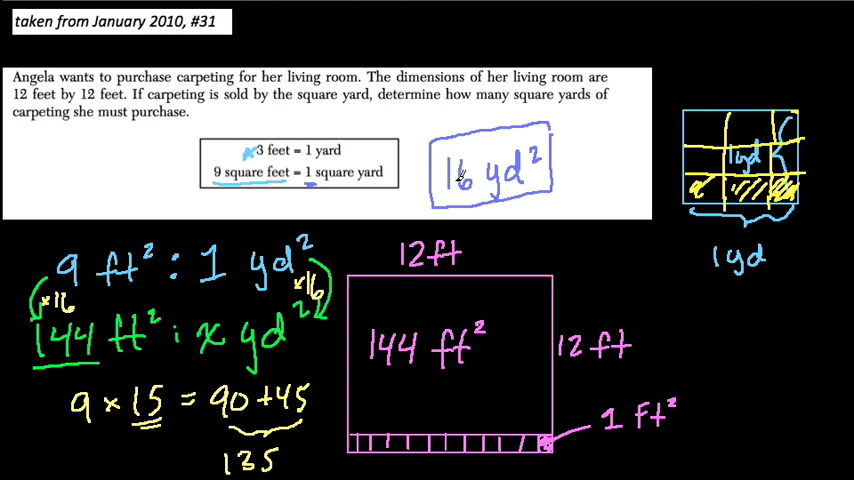 taken from January 2010, #31
Angela wants to purchase carpeting for her living room. The dimensions of her living room are
12 feet by 12 feet. If carpeting is sold by the square yard, determine how many square yards of
carpeting she must purchase.
3 feet = 1 yard
9 square feet = 1 square yard
16 yd²
1 yd
1 yd
9 ft² : 1 yd²
×16
×16
144 ft² : x yd²
9 × 15 = 90 + 45
135
12 ft
144 ft²
12 ft
1 Ft²